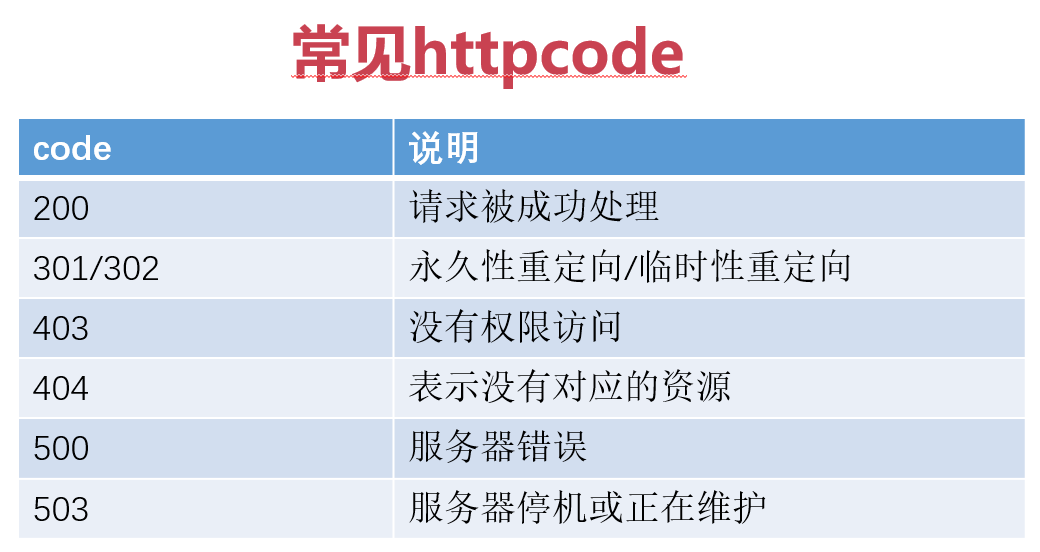 常见httpcode
code 说明
200 请求被成功处理
301/302 永久性重定向/临时性重定向
403 没有权限访问
404 表示没有对应的资源
500 服务器错误
503 服务器停机或正在维护